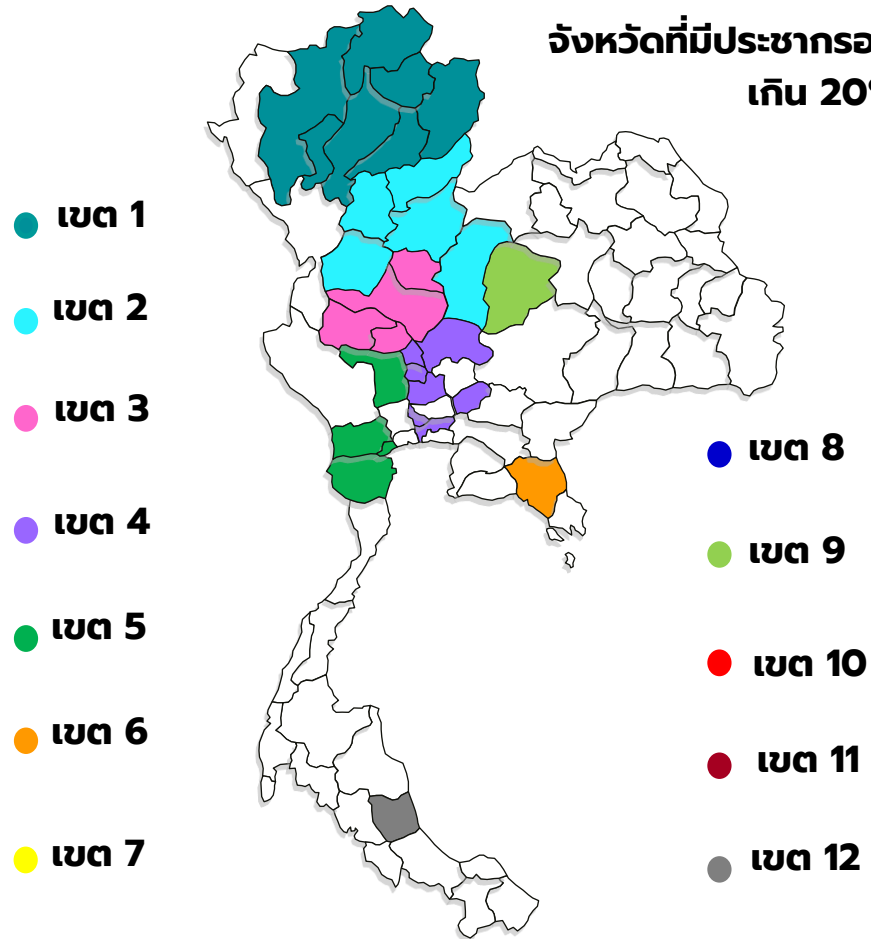 จังหวัดที่มีประชากรอ
เกิน 20%
เขต 1
เขต 2
เขต 3
เขต 4
เขต 5
เขต 6
เขต 7
เขต 8
เขต 9
เขต 10
เขต 11
เขต 12